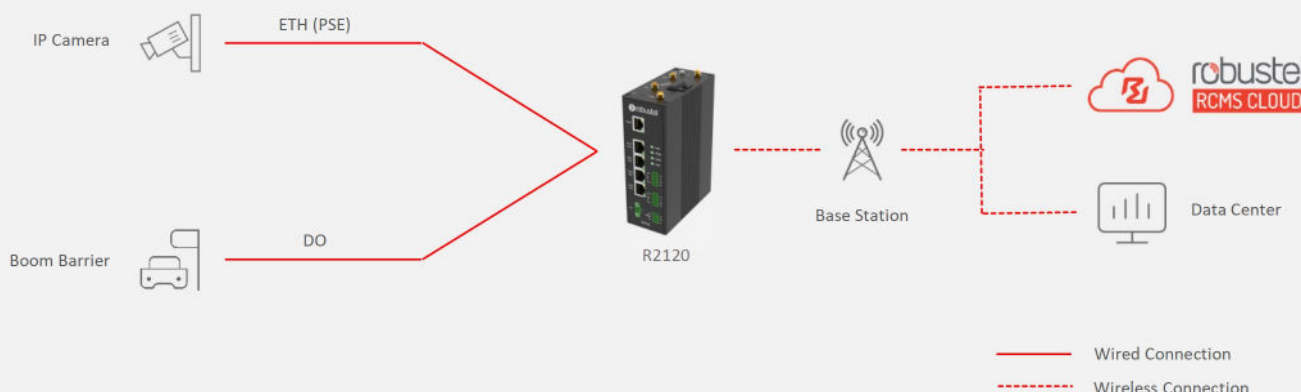 ETH (PSE)
IP Camera
robuste
RCMS CLOUD
robustel
Base Station
Data Center
DO
Boom Barrier
R2120
Wired Connection
Wireless Connection